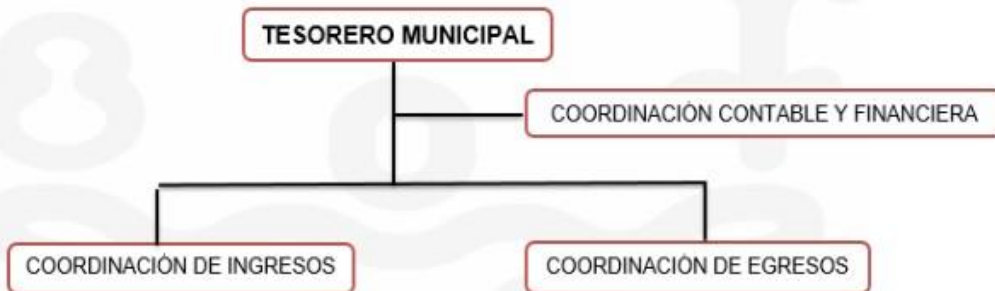 TESORERO MUNICIPAL
COORDINACIÓN CONTABLE Y FINANCIERA
COORDINACIÓN DE INGRESOS
COORDINACIÓN DE EGRESOS